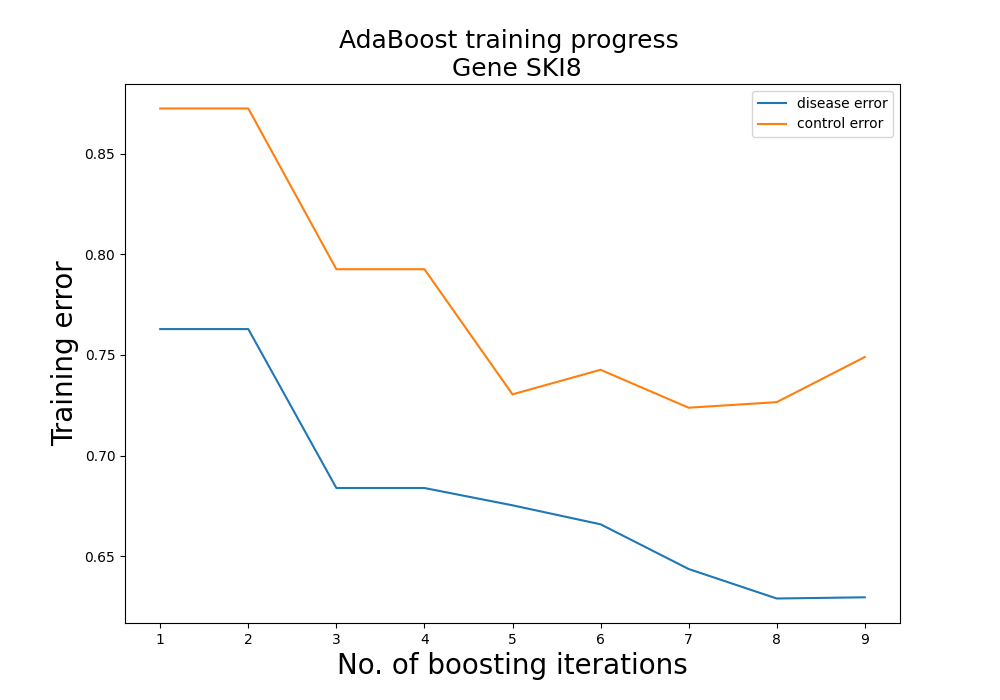 AdaBoost training progress
Gene SKI8
disease error
control error
Training error
0.85
0.80
0.75
0.70
0.65
1 2 3 4 5 6 7 8 9
No. of boosting iterations